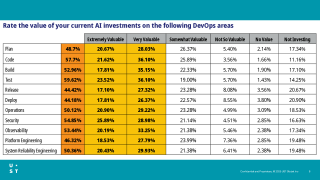 Rate the value of your current AI investments on the following DevOps areas
Extremely Valuable Very Valuable Somewhat Valuable Not So Valuable No Value Not Investing
Plan 48.7% 20.67% 28.03% 26.37% 5.40% 2.14% 17.34%
Code 57.7% 21.62% 36.10% 25.89% 3.56% 1.66% 11.16%
Build 52.96% 17.81% 35.15% 22.33% 5.70% 1.90% 17.10%
Test 59.62% 23.52% 36.10% 19.00% 5.70% 1.43% 14.25%
Release 44.42% 17.10% 27.32% 23.28% 8.08% 3.56% 20.67%
Deploy 44.18% 17.81% 26.37% 22.57% 8.55% 3.80% 20.90%
Operate 50.12% 20.90% 29.22% 23.28% 4.99% 3.09% 18.53%
Security 54.85% 25.89% 28.98% 21.14% 4.51% 2.85% 16.63%
Observability 53.44% 20.19% 33.25% 21.38% 5.46% 2.38% 17.34%
Platform Engineering 46.32% 18.53% 27.79% 23.99% 7.36% 2.85% 19.48%
System Reliability Engineering 50.36% 20.43% 29.93% 21.38% 6.41% 2.38% 19.48%
U S T